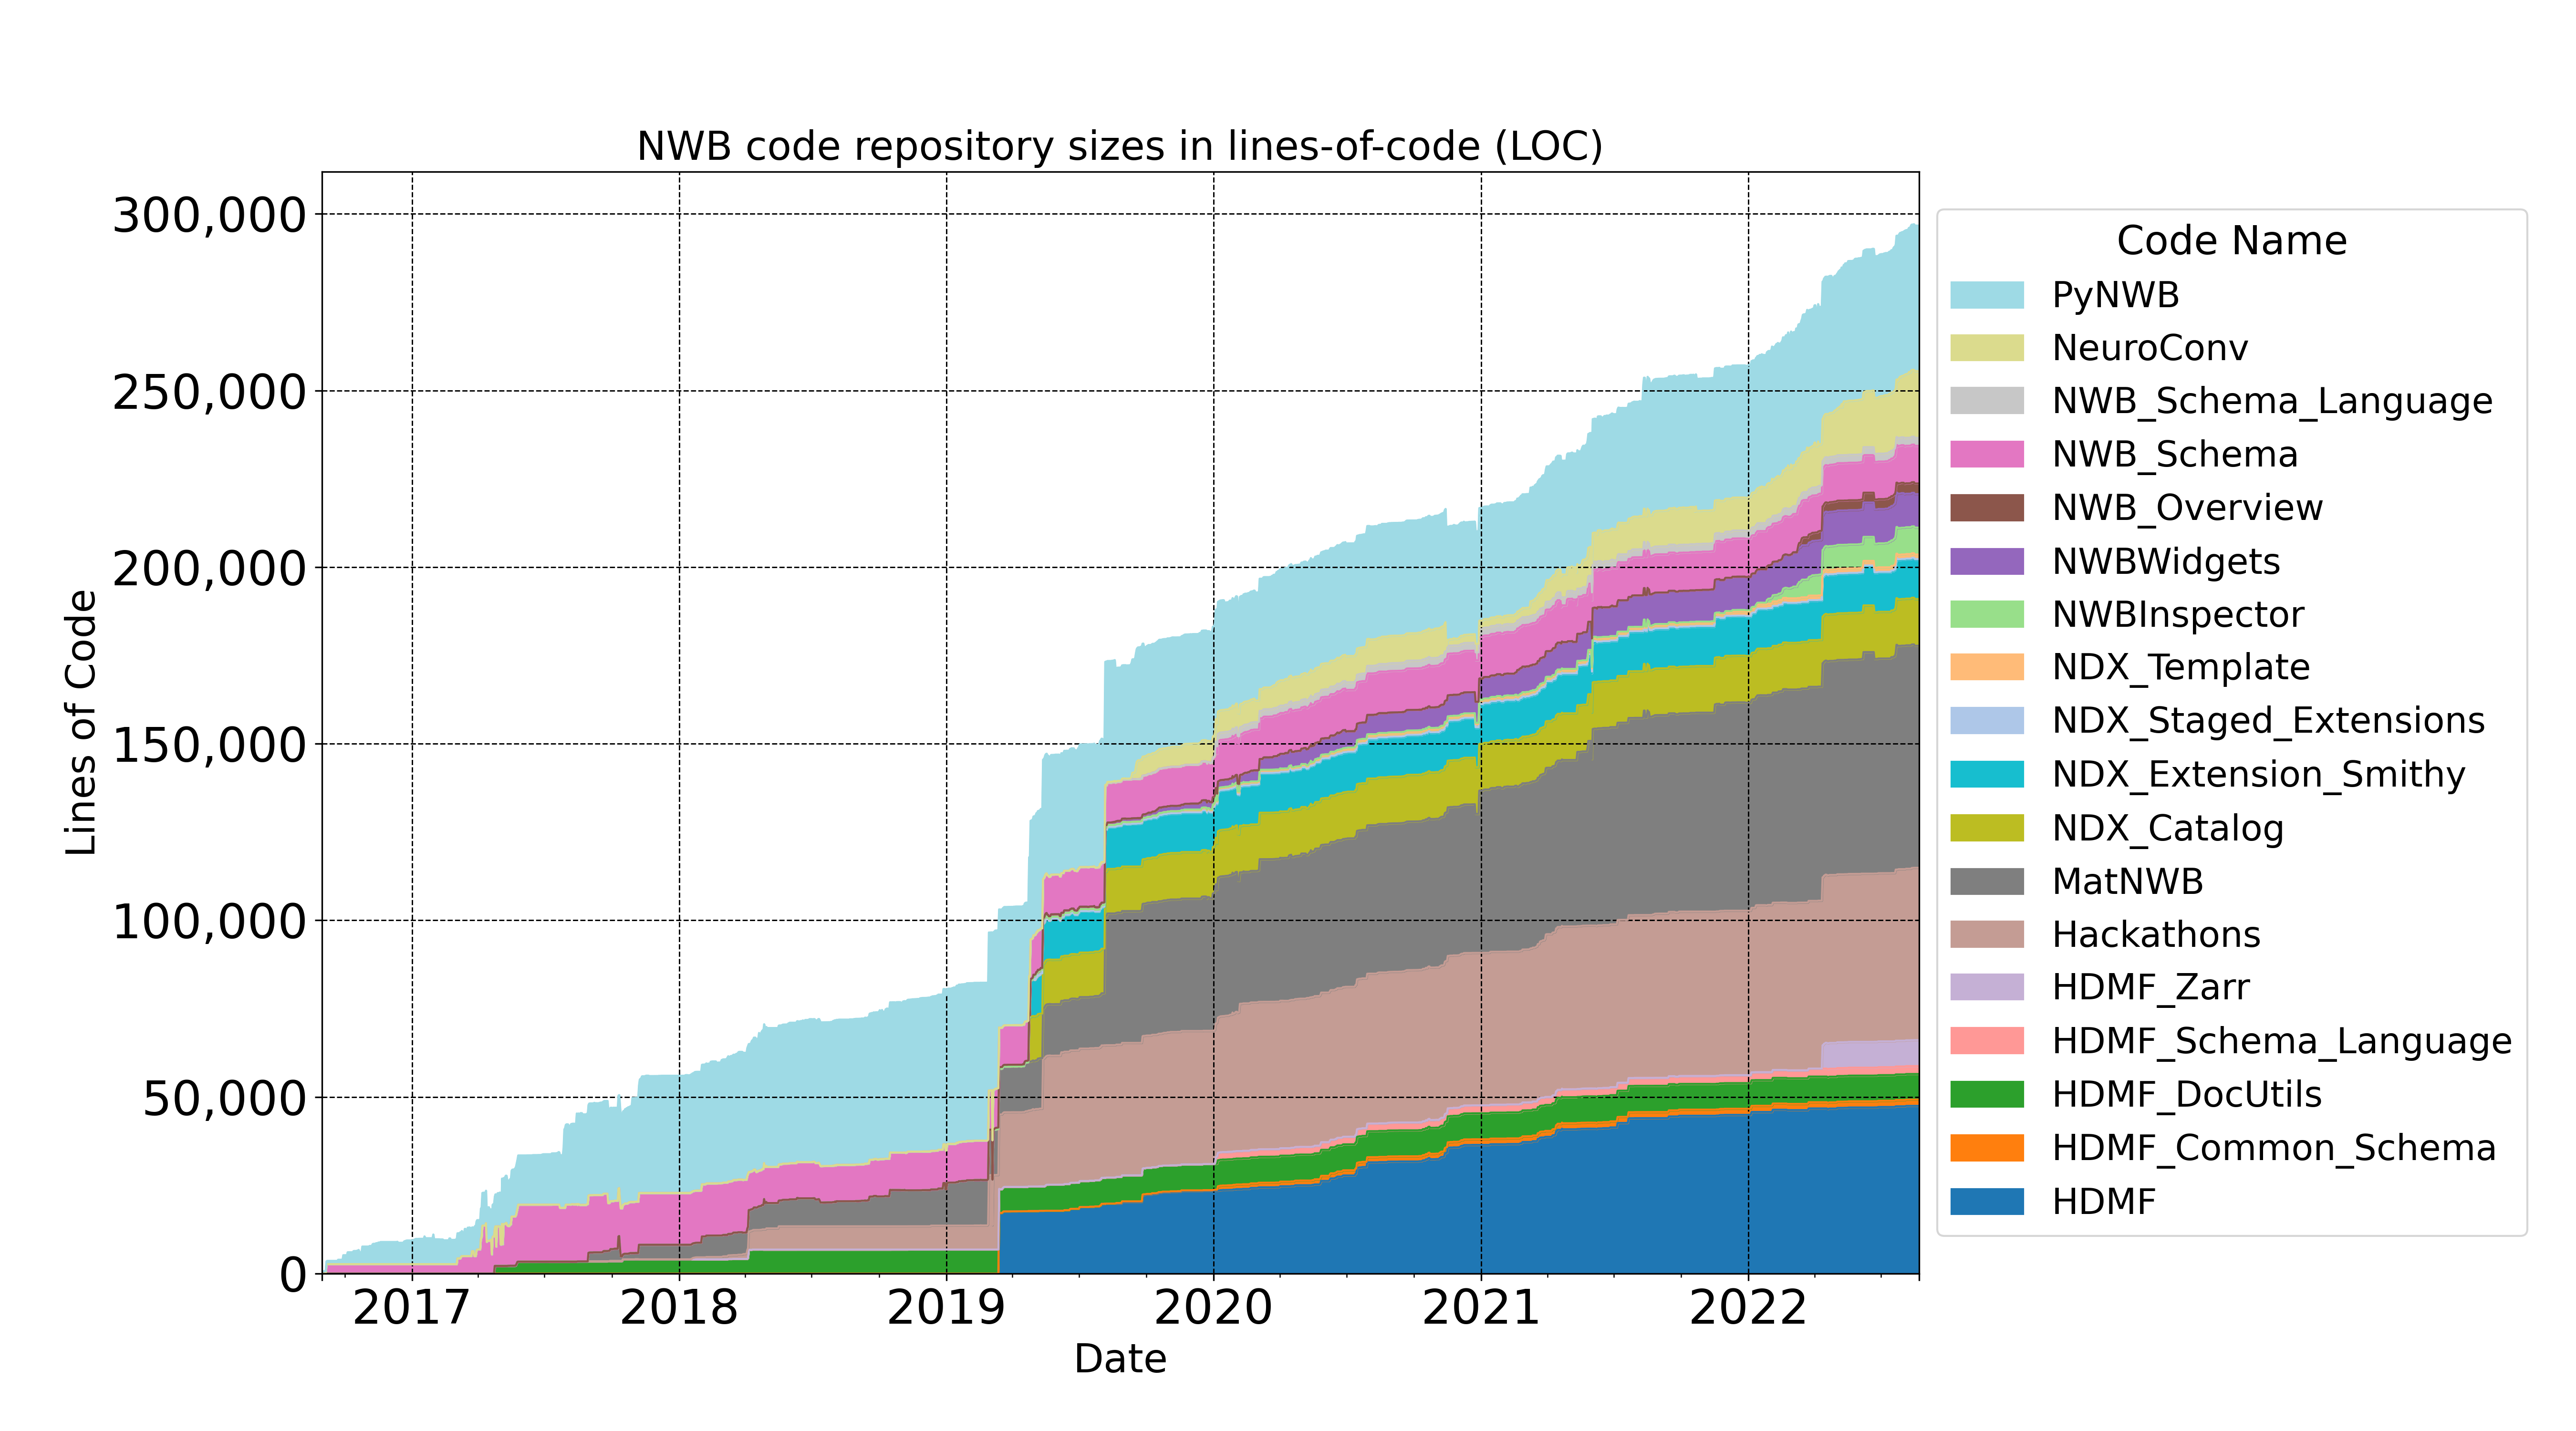 NWB code repository sizes in lines-of-code (LOC)
300,000
250,000
200,000
150,000
100,000
50,000
0
Lines of Code
2017
2018
2019
2020
2021
2022
Date
Code Name
PyNWB
NeuroConv
NWB_Schema_Language
NWB_Schema
NWB_Overview
NWBWidgets
NWBInspector
NDX_Template
NDX_Staged_Extensions
NDX_Extension_Smithy
NDX_Catalog
MatNWB
Hackathons
HDMF_Zarr
HDMF_Schema_Language
HDMF_DocUtils
HDMF_Common_Schema
HDMF